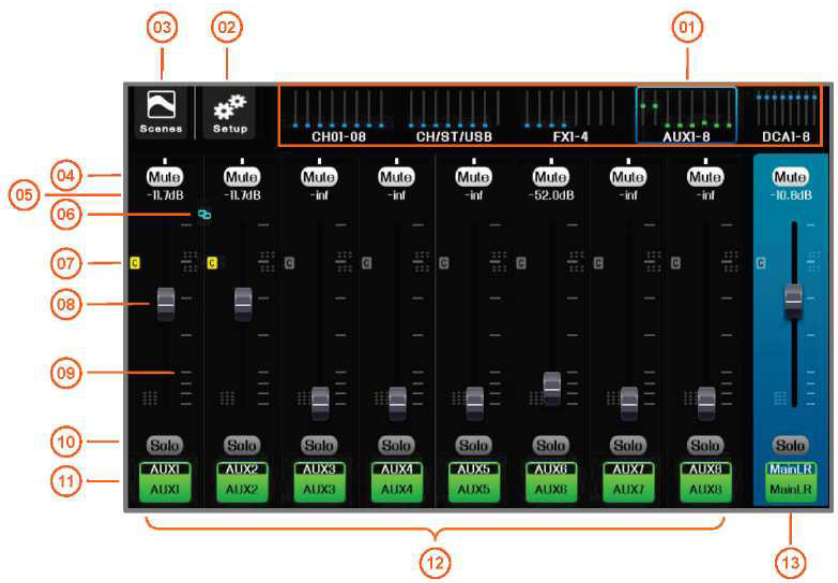 03 02 01
Scenes Setup CH01-08 CH/ST/USB FX1-4 AUX1-8 DCA1-8
04 Mute Mute Mute Mute Mute Mute Mute Mute Mute
05 -11.7dB -11.7dB -inf -inf -inf -52.0dB -inf -inf -10.8dB
06
07 C C C C C C C C C
08
09
10 Solo Solo Solo Solo Solo Solo Solo Solo Solo
AUX1 AUX2 AUX3 AUX4 AUX5 AUX6 AUX7 AUX8 MainLR
11 AUX1 AUX2 AUX3 AUX4 AUX5 AUX6 AUX7 AUX8 MainLR
12 13